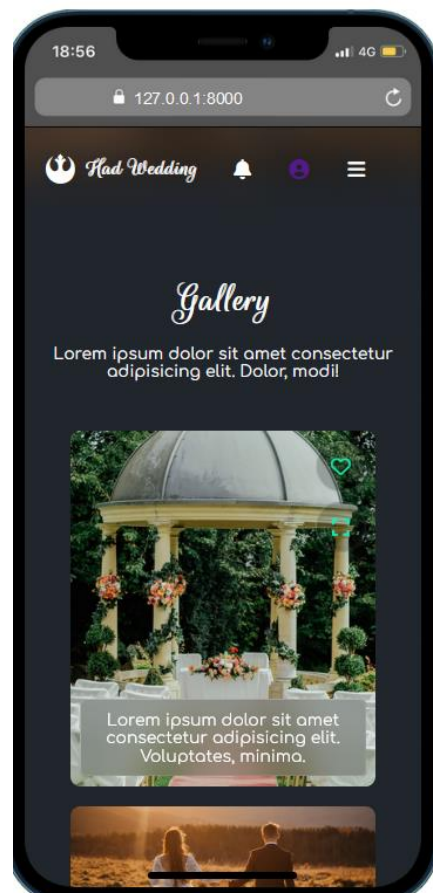 18:56
4G
127.0.0.1:8000
Had Wedding
Gallery
Lorem ipsum dolor sit amet consectetur
adipisicing elit. Dolor, modi!
Lorem ipsum dolor sit amet
consectetur adipisicing elit.
Voluptates, minima.